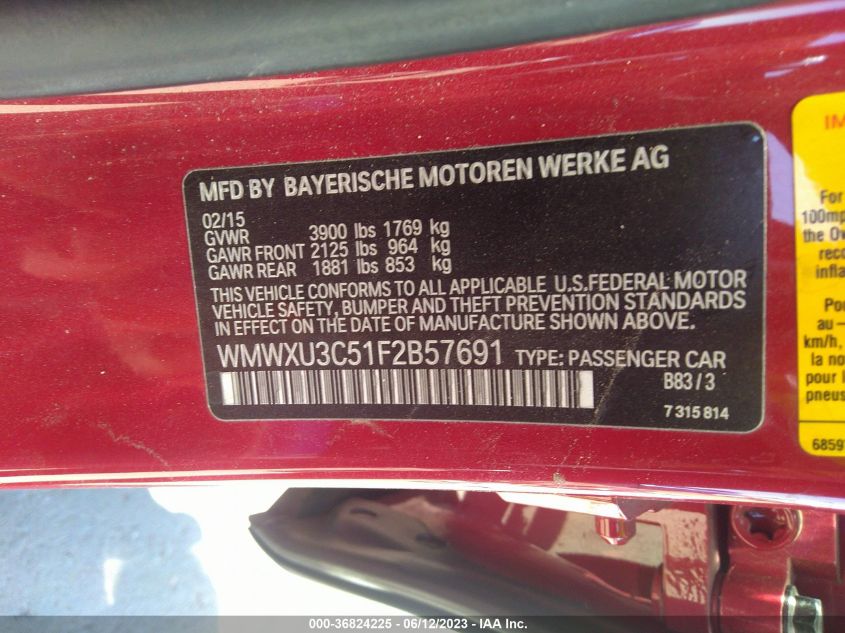 MFD BY BAYERISCHE MOTOREN WERKE AG
02/15
GVWR 3900 lbs 1769 kg
GAWR FRONT 2125 lbs 964 kg
GAWR REAR 1881 lbs 853 kg
THIS VEHICLE CONFORMS TO ALL APPLICABLE U.S.FEDERAL MOTOR
VEHICLE SAFETY, BUMPER AND THEFT PREVENTION STANDARDS
IN EFFECT ON THE DATE OF MANUFACTURE SHOWN ABOVE.
WMWXU3C51F2B57691 TYPE: PASSENGER CAR
B83 / 3
7 315 814
IM
For
100mp
the Ow
reco
infla
Pou
au –
km/h,
la no
pour l
pneus
6859
000-36824225 - 06/12/2023 - IAA Inc.